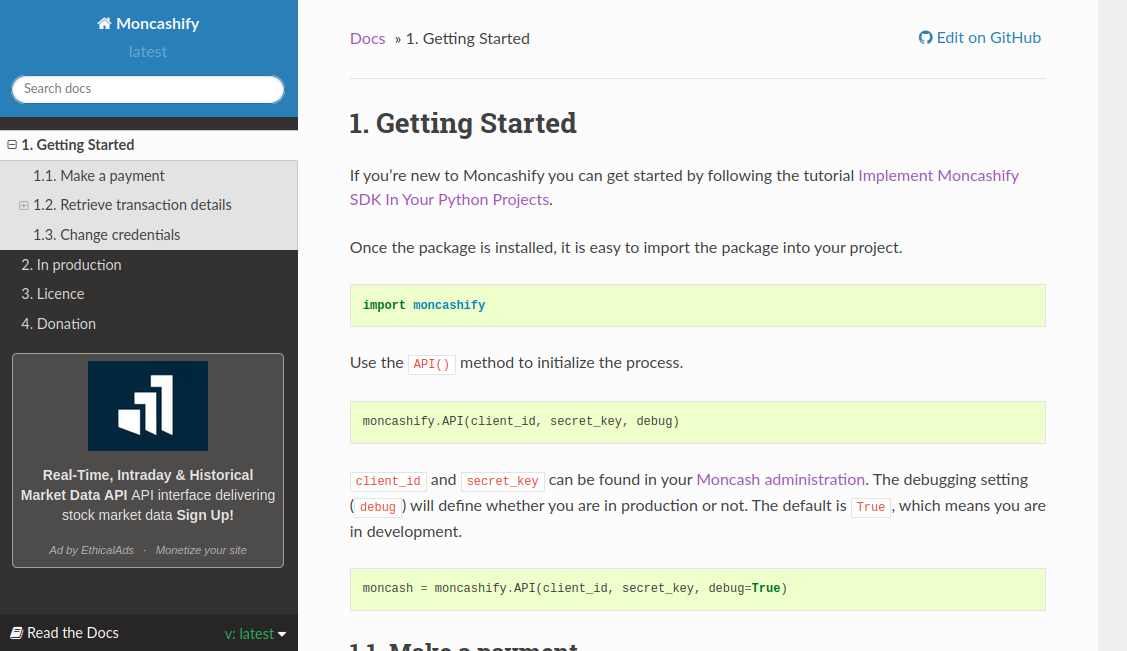 Moncashify
latest
Search docs
1. Getting Started
1.1. Make a payment
1.2. Retrieve transaction details
1.3. Change credentials
2. In production
3. Licence
4. Donation
Real-Time, Intraday & Historical
Market Data API API interface delivering
stock market data Sign Up!
Ad by EthicalAds · Monetize your site
Read the Docs v: latest
Docs » 1. Getting Started
Edit on GitHub
1. Getting Started
If you’re new to Moncashify you can get started by following the tutorial Implement Moncashify
SDK In Your Python Projects.
Once the package is installed, it is easy to import the package into your project.
import moncashify
Use the API() method to initialize the process.
moncashify.API(client_id, secret_key, debug)
client_id and secret_key can be found in your Moncash administration. The debugging setting
(debug) will define whether you are in production or not. The default is True, which means you are
in development.
moncash = moncashify.API(client_id, secret_key, debug=True)
1.1. Make a payment